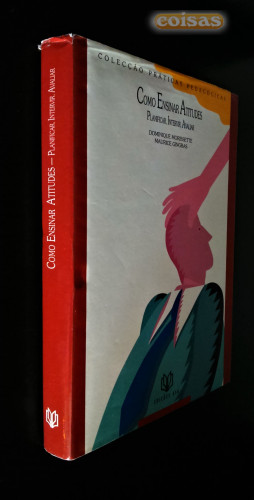 coisas
COLECÇÃO PRÁTICAS PEDAGÓGICAS
COMO ENSINAR ATITUDES
PLANIFICAR, INTERVIR, AVALIAR
DOMINIQUE MORISSETTE
MAURICE GINGRAS
COMO ENSINAR ATITUDES — PLANIFICAR, INTERVIR, AVALIAR